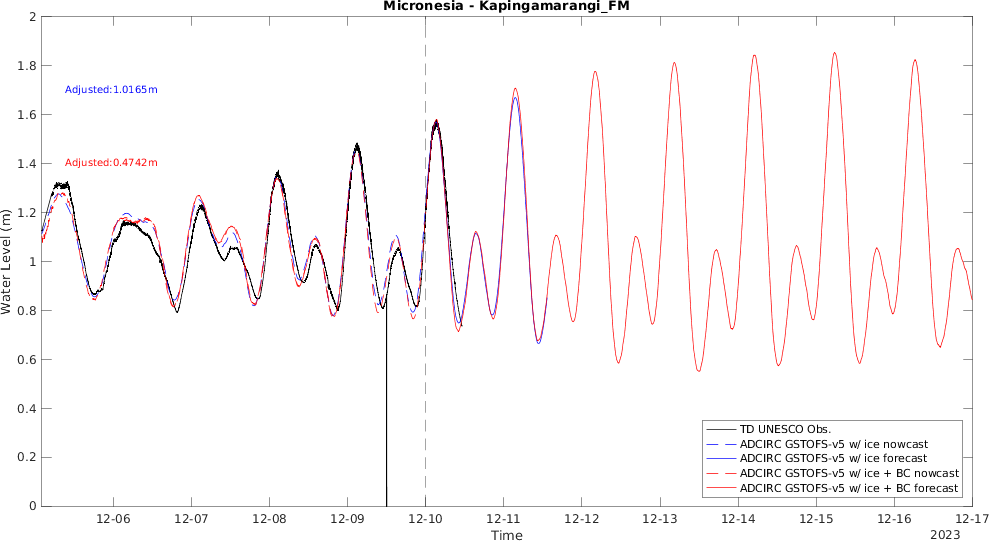 Micronesia - Kapingamarangi_FM
2
1.8
1.6
1.4
1.2
1
0.8
0.6
0.4
0.2
0
Water Level (m)
Adjusted:1.0165m
Adjusted:0.4742m
TD UNESCO Obs.
ADCIRC GSTOFS-v5 w/ ice nowcast
ADCIRC GSTOFS-v5 w/ ice forecast
ADCIRC GSTOFS-v5 w/ ice + BC nowcast
ADCIRC GSTOFS-v5 w/ ice + BC forecast
12-06 12-07 12-08 12-09 12-10 12-11 12-12 12-13 12-14 12-15 12-16 12-17
Time
2023